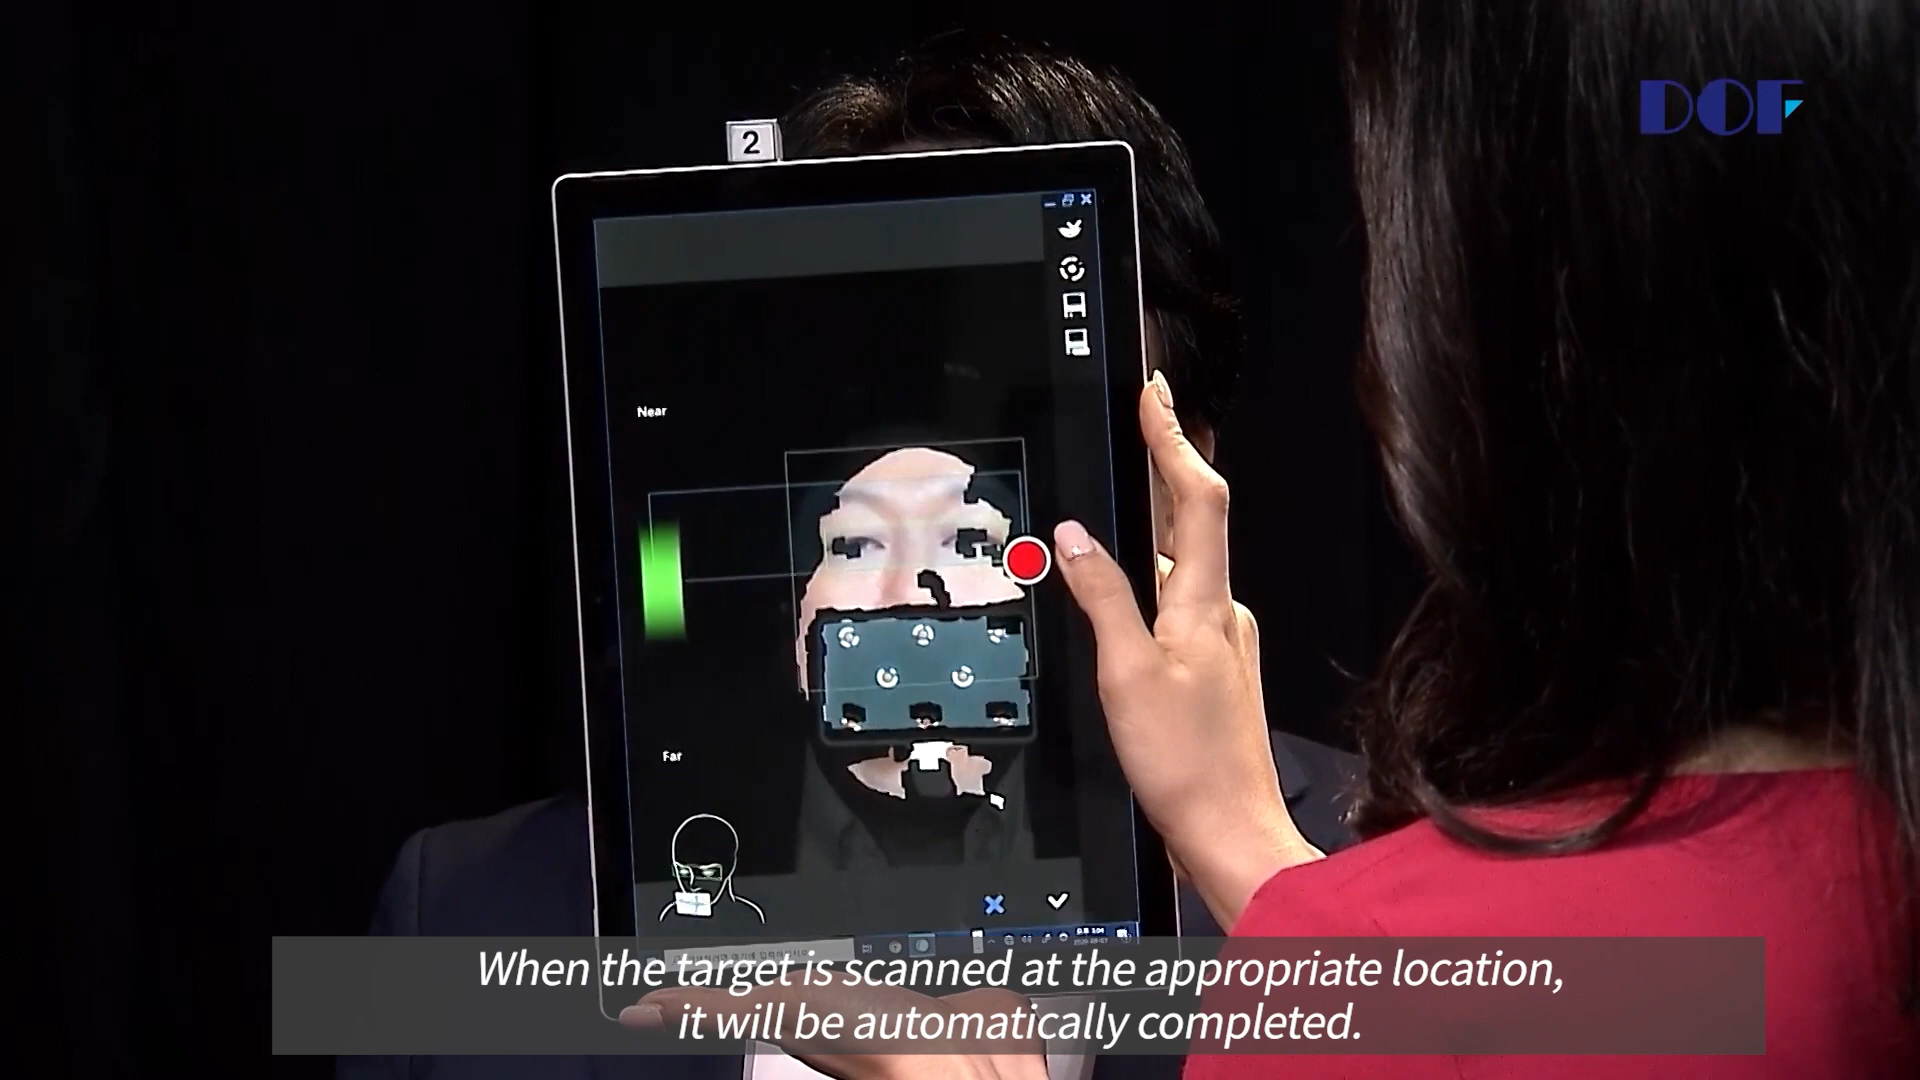 DOF
2
Near
Far
When the target is scanned at the appropriate location,
it will be automatically completed.